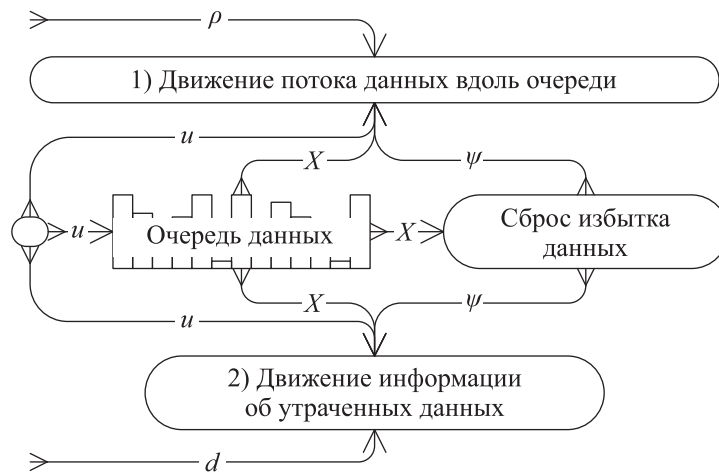 ρ
1) Движение потока данных вдоль очереди
u
X
ψ
u
Очередь данных
X
Сброс избытка
данных
u
X
ψ
2) Движение информации
об утраченных данных
d